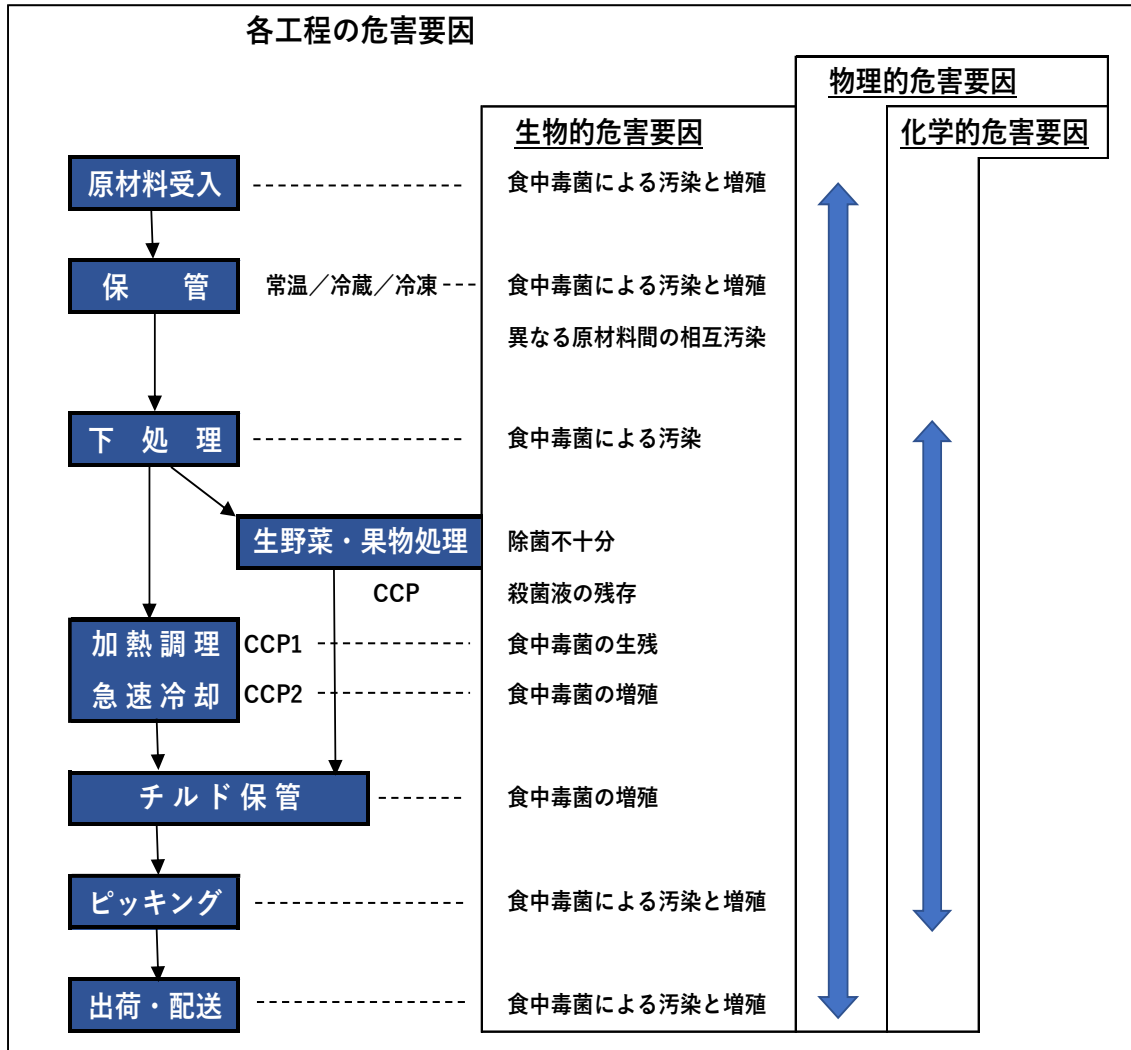 各工程の危害要因
物理的危害要因
生物的危害要因
化学的危害要因
原材料受入
食中毒菌による汚染と増殖
保　管
常温／冷蔵／冷凍
食中毒菌による汚染と増殖
異なる原材料間の相互汚染
下 処 理
食中毒菌による汚染
生野菜・果物処理
除菌不十分
CCP
殺菌液の残存
加熱調理
CCP1
食中毒菌の生残
急速冷却
CCP2
食中毒菌の増殖
チルド保管
食中毒菌の増殖
ピッキング
食中毒菌による汚染と増殖
出荷・配送
食中毒菌による汚染と増殖